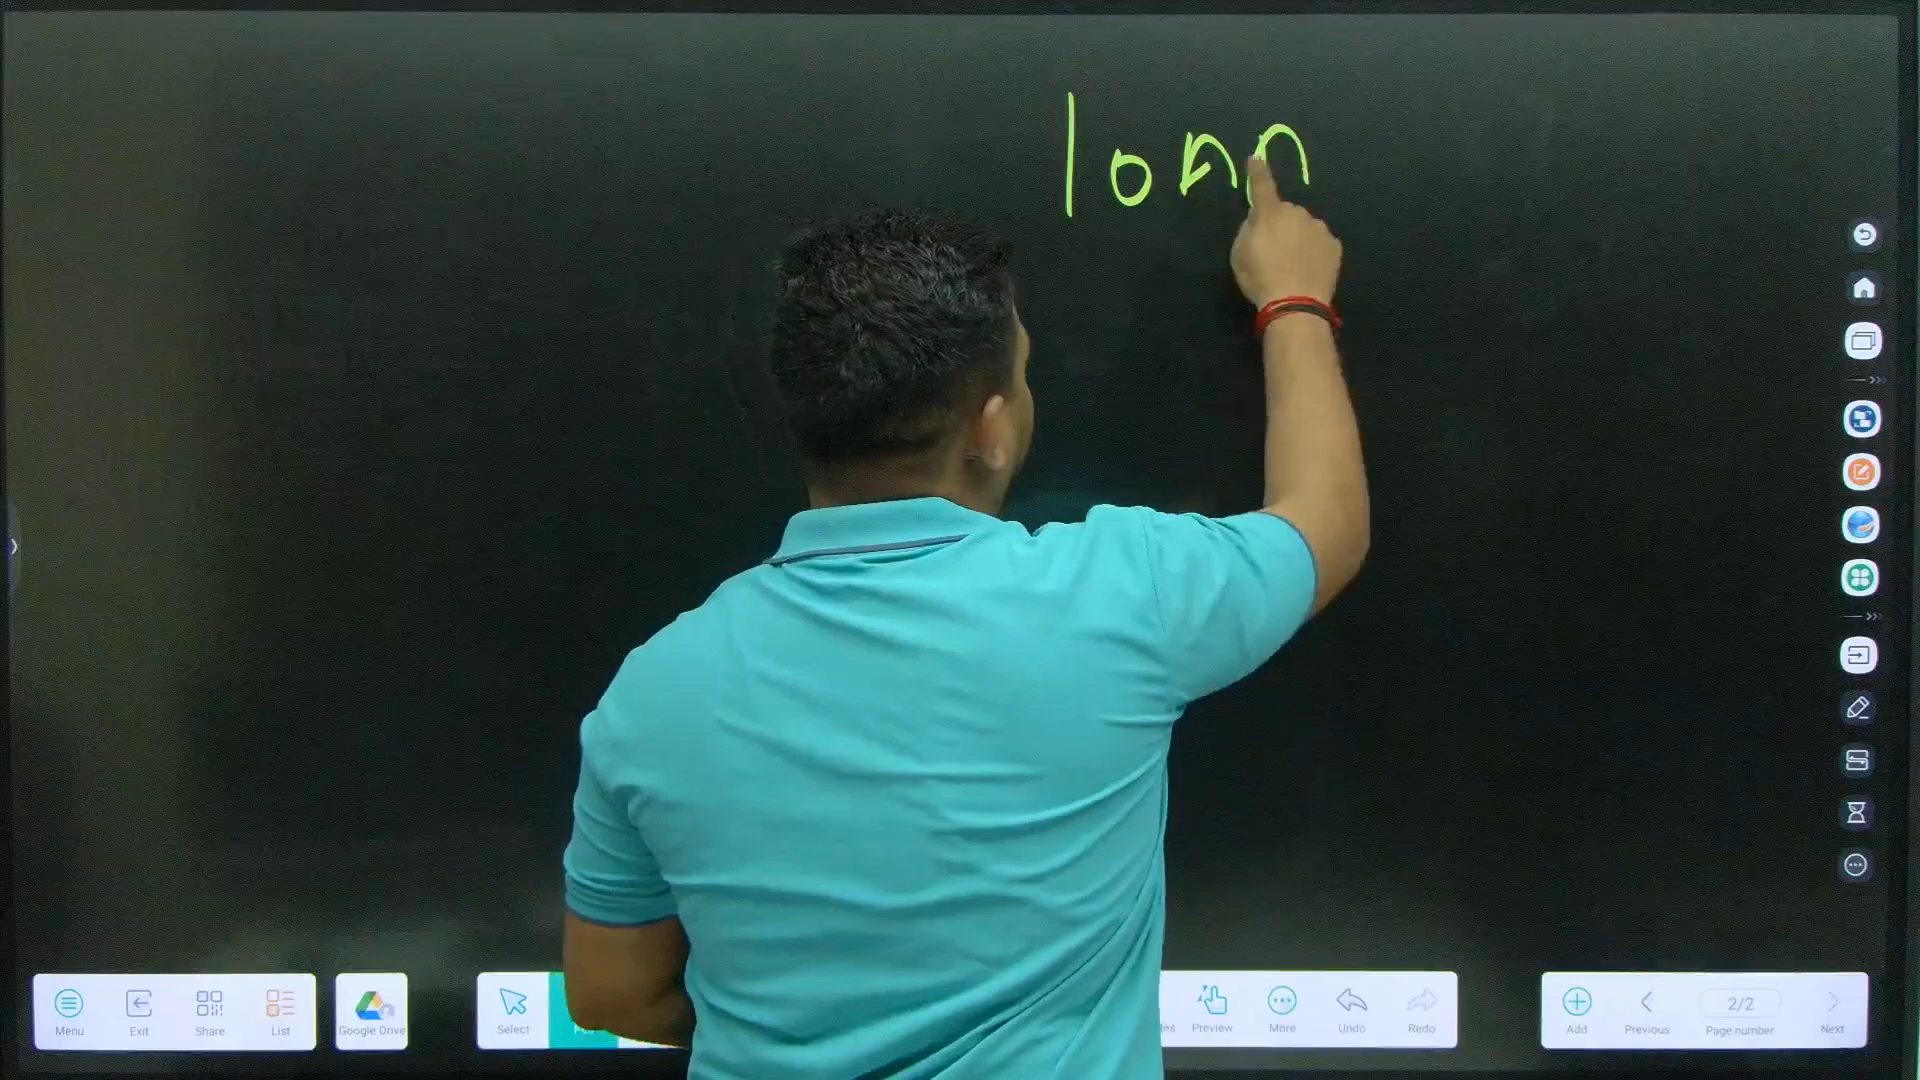 lonn
Menu
Exit
Share
List
Google Drive
Select
Preview
More
Undo
Redo
Add
Previous
2/2
Page number
Next